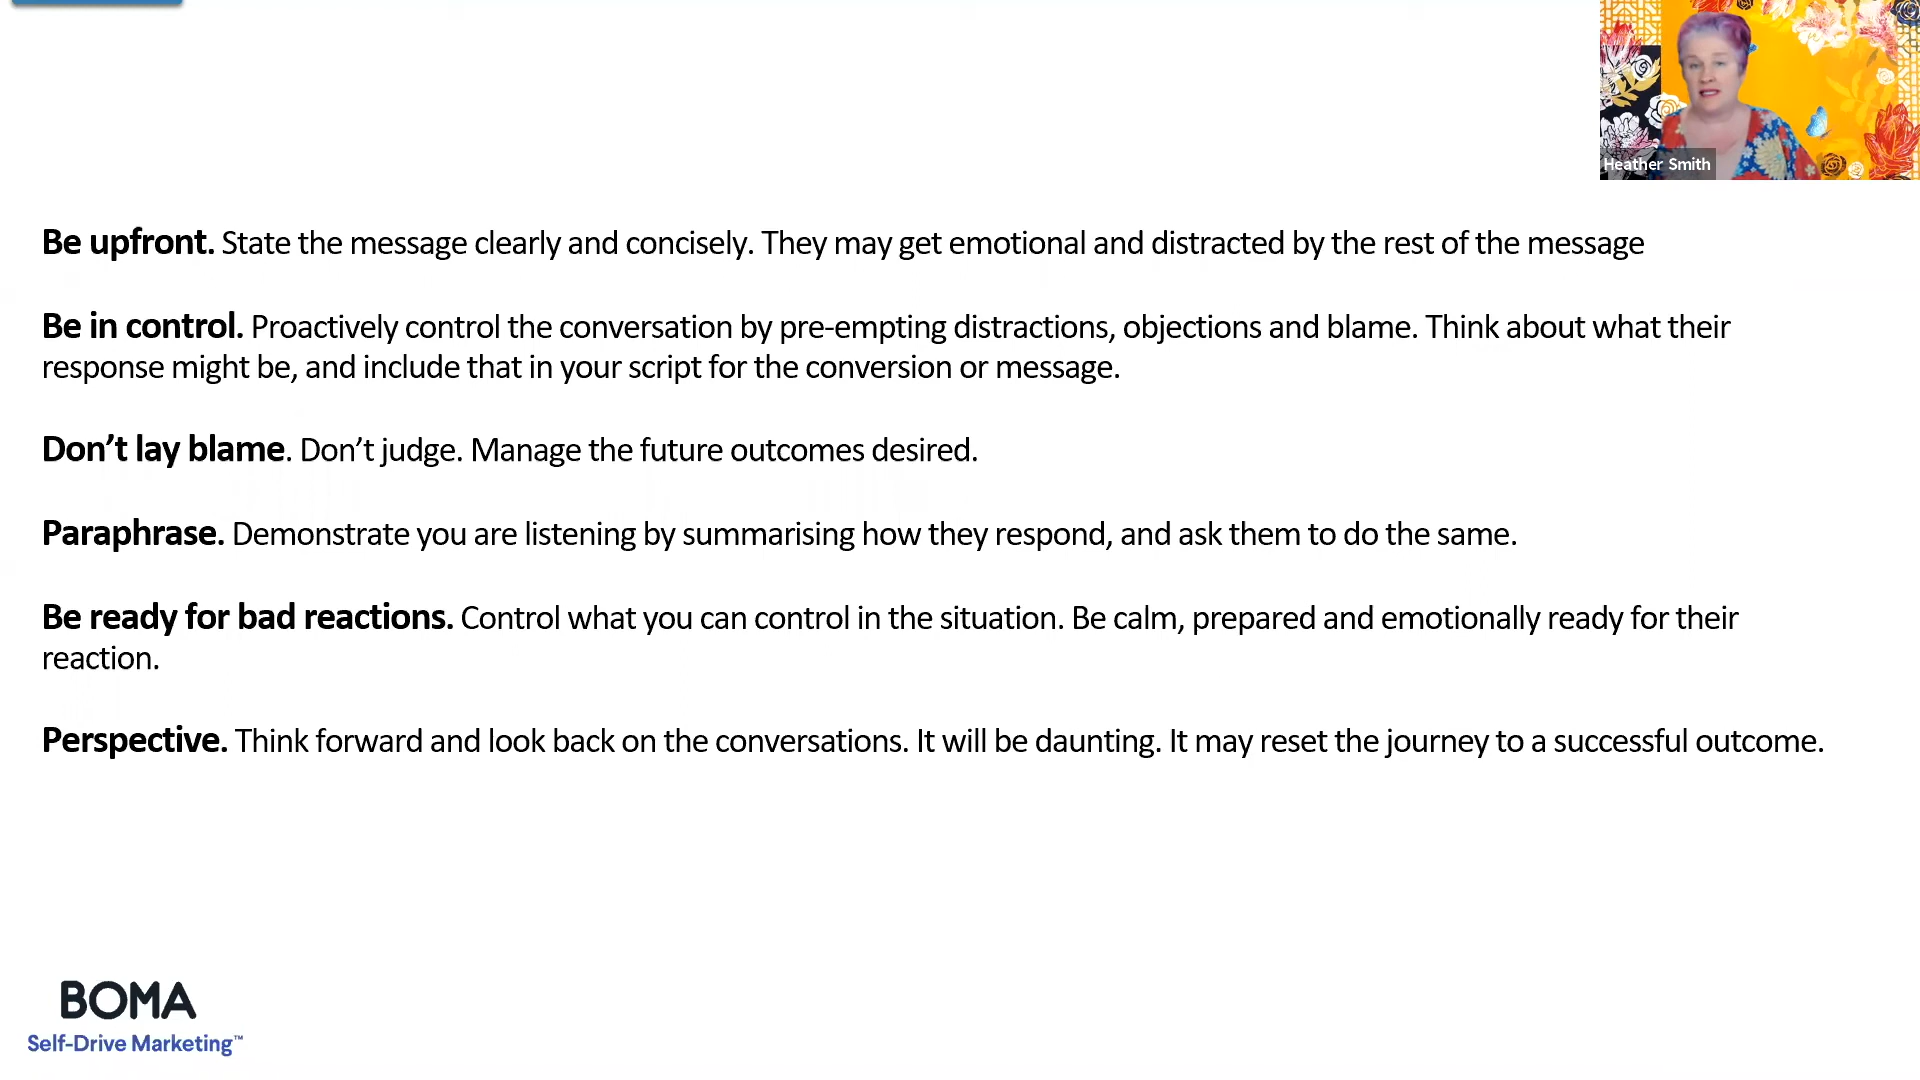 Heather Smith
Be upfront. State the message clearly and concisely. They may get emotional and distracted by the rest of the message
Be in control. Proactively control the conversation by pre-empting distractions, objections and blame. Think about what their
response might be, and include that in your script for the conversion or message.
Don’t lay blame. Don’t judge. Manage the future outcomes desired.
Paraphrase. Demonstrate you are listening by summarising how they respond, and ask them to do the same.
Be ready for bad reactions. Control what you can control in the situation. Be calm, prepared and emotionally ready for their
reaction.
Perspective. Think forward and look back on the conversations. It will be daunting. It may reset the journey to a successful outcome.
BOMA
Self-Drive Marketing™